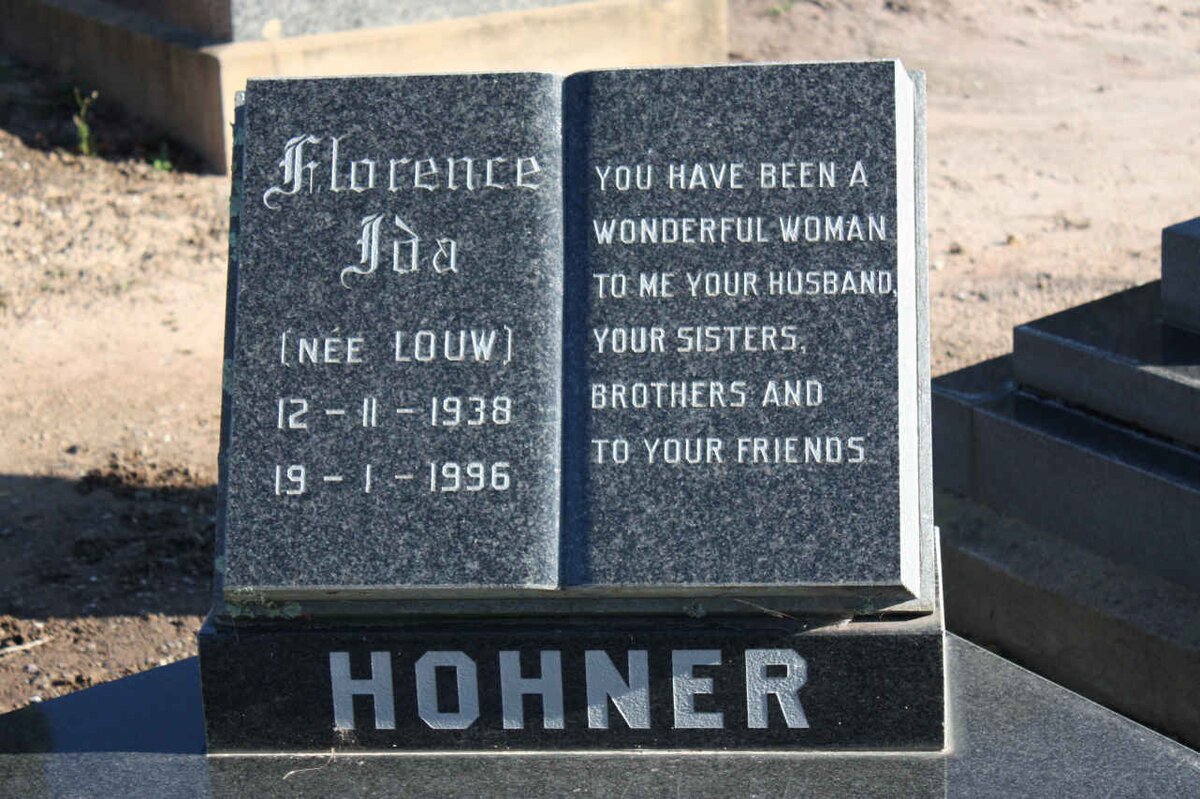 Florence
Ida
(NÉE LOUW)
12 - 11 - 1938
19 - 1 - 1996
YOU HAVE BEEN A
WONDERFUL WOMAN
TO ME YOUR HUSBAND,
YOUR SISTERS,
BROTHERS AND
TO YOUR FRIENDS
HOHNER